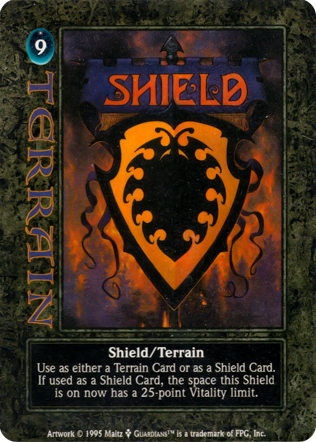 9
TERRAIN
SHIELD
Shield/Terrain
Use as either a Terrain Card or as a Shield Card.
If used as a Shield Card, the space this Shield
is on now has a 25-point Vitality limit.
Artwork © 1995 Maitz ❖ GUARDIANS™ is a trademark of FPG, Inc.